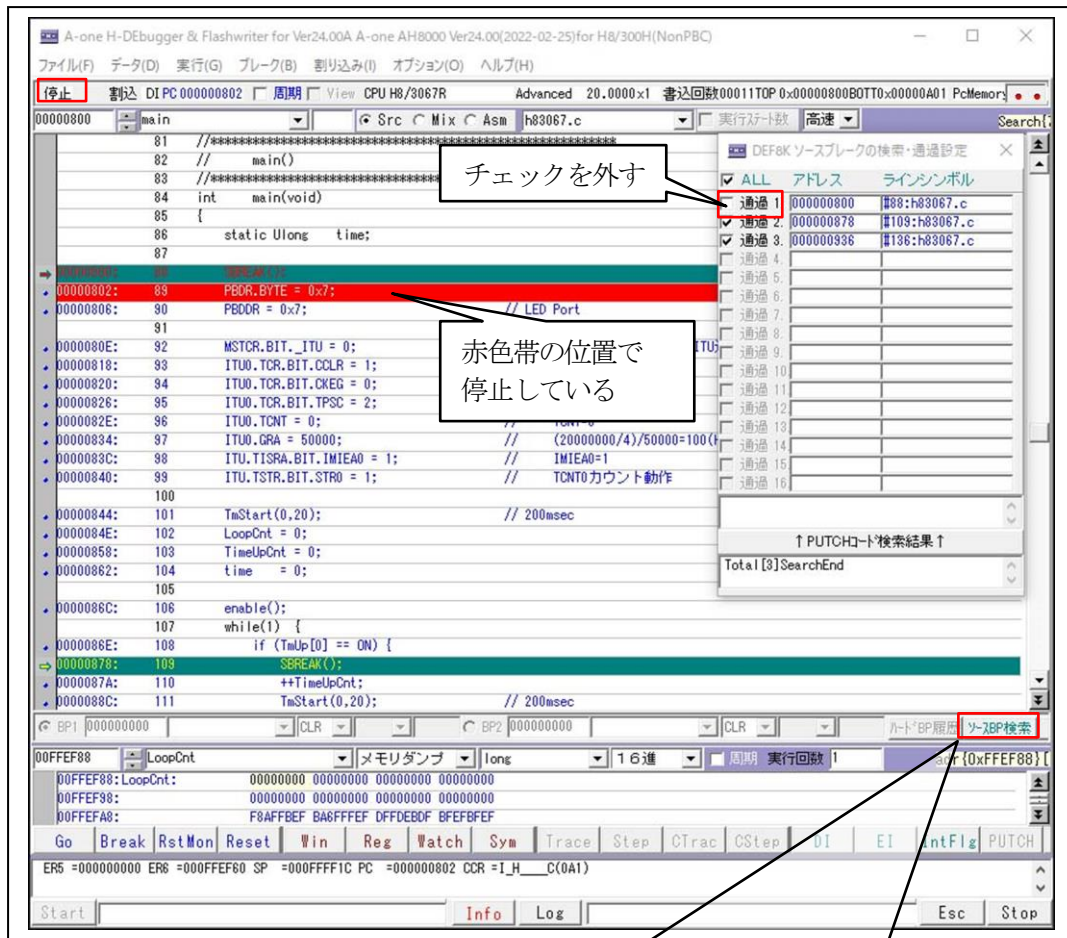 A-one H-DEbugger & Flashwriter for Ver24.00A A-one AH8000 Ver24.00(2022-02-25)for H8/300H(NonPBC)
ファイル(F) データ(D) 実行(G) ブレーク(B) 割り込み(I) オプション(O) ヘルプ(H)
停止 割込 DI PC 000000802 周期 View CPU H8/3067R Advanced 20.0000×1 書込回数00011TOP 0x00000800BOTT0x00000A01 PcMemory
00000800 main Src Mix Asm h83067.c 実行ステート数 高速 Search{
81 //************************************************************
82 // main()
83 //************************************************************
84 int main(void)
85 {
86 static Ulong time;
87
00000800: 88 SBREAK();
00000802: 89 PBDR.BYTE = 0x7;
00000806: 90 PBDDR = 0x7; // LED Port
91
0000080E: 92 MSTCR.BIT._ITU = 0; ITU
00000818: 93 ITU0.TCR.BIT.CCLR = 1;
00000820: 94 ITU0.TCR.BIT.CKEG = 0;
00000826: 95 ITU0.TCR.BIT.TPSC = 2;
0000082E: 96 ITU0.TCNT = 0; // TCNT=0
00000834: 97 ITU0.GRA = 50000; // (20000000/4)/50000=100(
0000083C: 98 ITU.TISRA.BIT.IMIEA0 = 1; // IMIEA0=1
00000840: 99 ITU.TSTR.BIT.STR0 = 1; // TCNT0カウント動作
100
00000844: 101 TmStart(0,20); // 200msec
0000084E: 102 LoopCnt = 0;
00000858: 103 TimeUpCnt = 0;
00000862: 104 time = 0;
105
0000086C: 106 enable();
107 while(1) {
0000086E: 108 if (TmUp[0] == ON) {
00000878: 109 SBREAK();
0000087A: 110 ++TimeUpCnt;
0000088C: 111 TmStart(0,20); // 200msec
チェックを外す
赤色帯の位置で
停止している
DEF8K ソースブレークの検索・通過設定
ALL アドレス ラインシンボル
通過 1 000000800 #88:h83067.c
通過 2. 000000878 #109:h83067.c
通過 3. 000000936 #136:h83067.c
通過 4.
通過 5.
通過 6.
通過 7.
通過 8.
通過 9.
通過 10
通過 11
通過 12
通過 13
通過 14
通過 15
通過 16
↑PUTCHコード検索結果↑
Total[3]SearchEnd
BP1 000000000 CLR BP2 000000000 CLR ハードBP履歴 ソースBP検索
00FFEF88 LoopCnt メモリダンプ long 16進 周期 実行回数 1 adr{0xFFEF88}[
00FFEF88:LoopCnt: 00000000 00000000 00000000 00000000
00FFEF98: 00000000 00000000 00000000 00000000
00FFEFA8: F8AFFBEF BA6FFFEF DFFDEBDF BFEFBFEF
Go Break RstMon Reset Win Reg Watch Sym Trace Step CTrac CStep DI EI IntFlg PUTCH
ER5 =000000000 ER6 =000FFEF60 SP =000FFFF1C PC =000000802 CCR =I_H____C(0A1)
Start Info Log Esc Stop